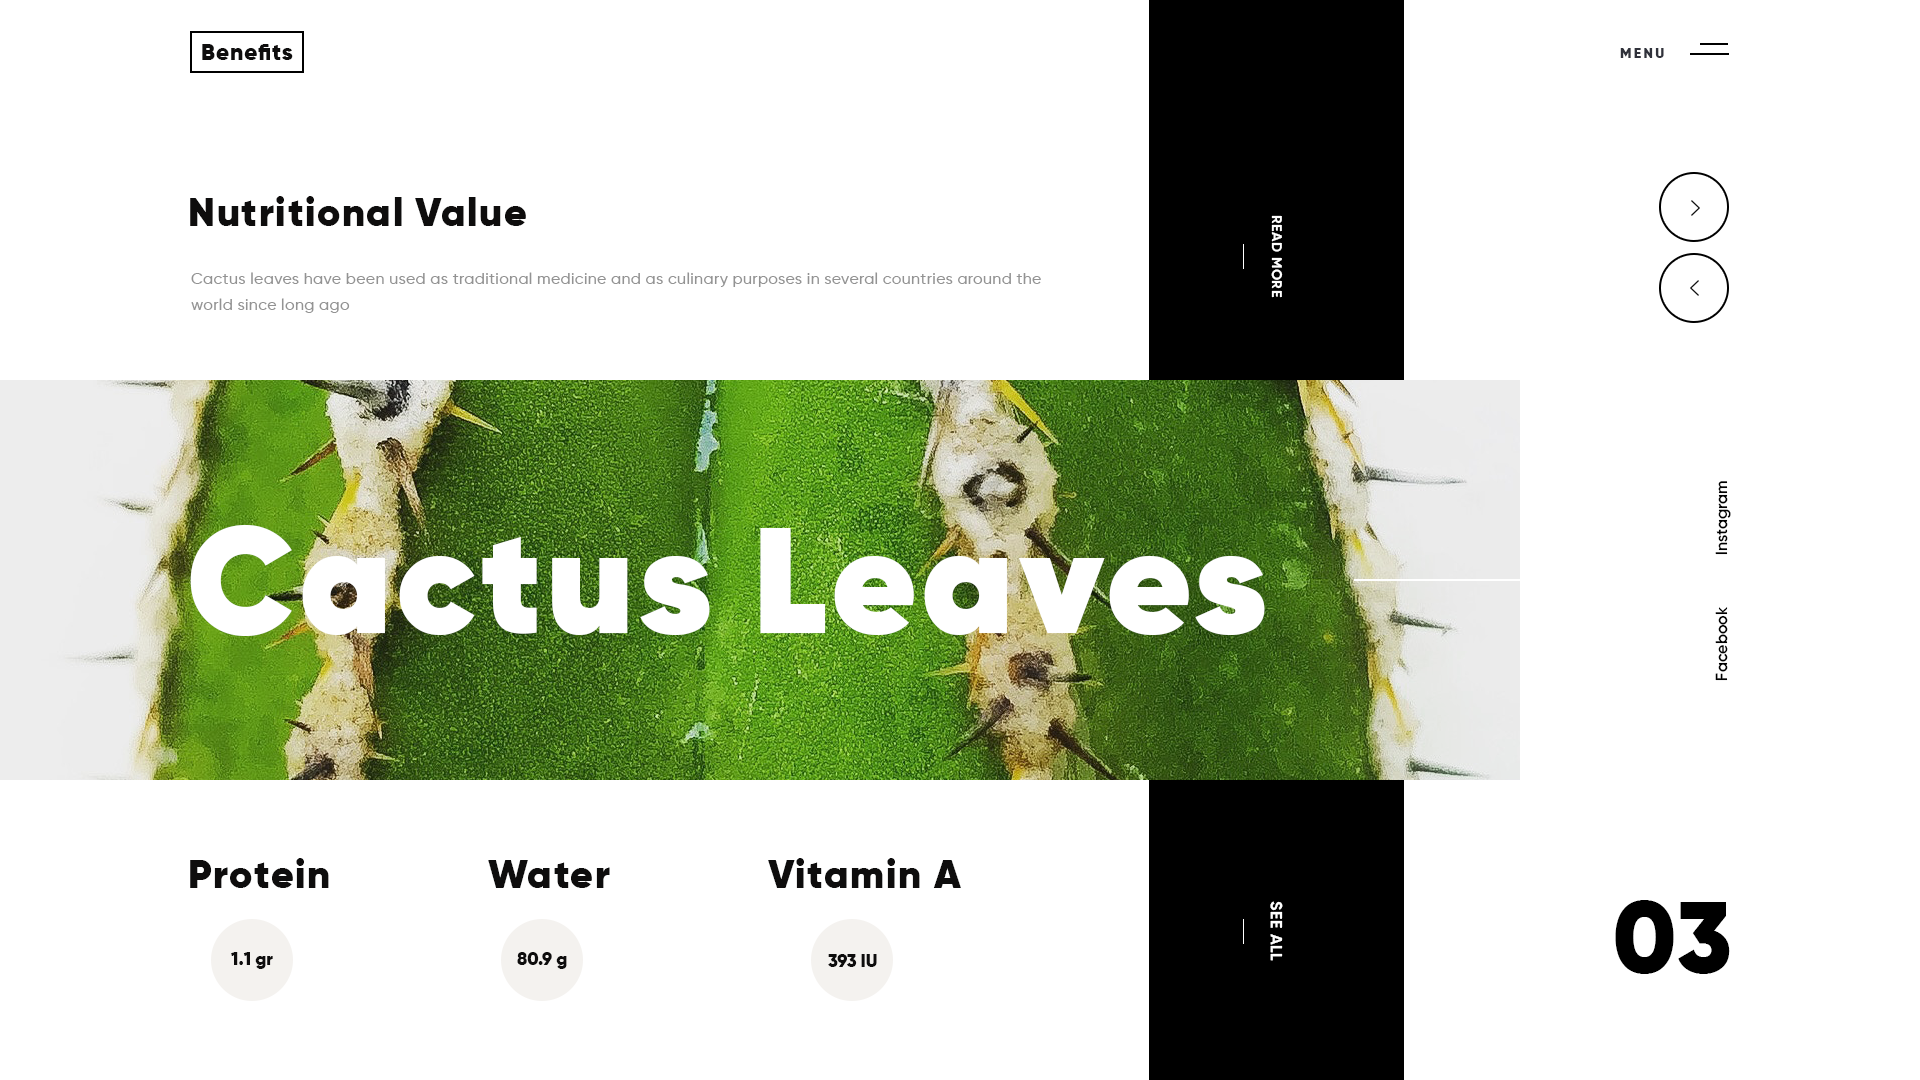 Benefits
MENU
Nutritional Value
Cactus leaves have been used as traditional medicine and as culinary purposes in several countries around the
world since long ago
READ MORE
Cactus Leaves
Instagram
Facebook
Protein
Water
Vitamin A
1.1 gr
80.9 g
393 IU
SEE ALL
03